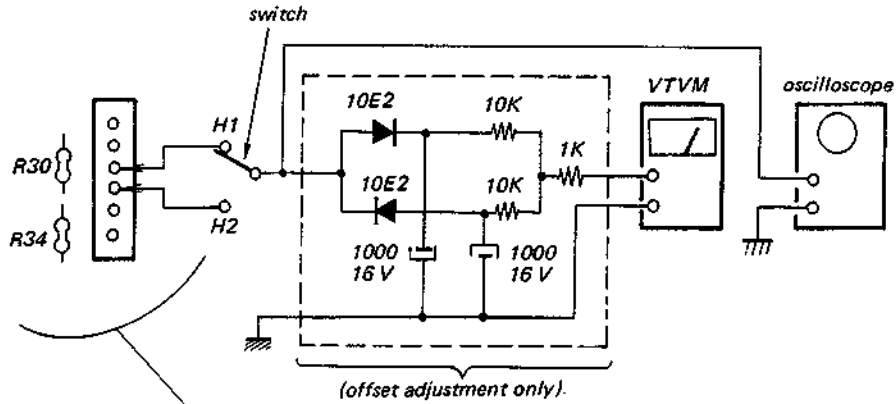 switch
VTVM
oscilloscope
10E2
10K
H1
1K
R30
10E2
10K
R34
H2
1000
16 V
1000
16 V
(offset adjustment only).